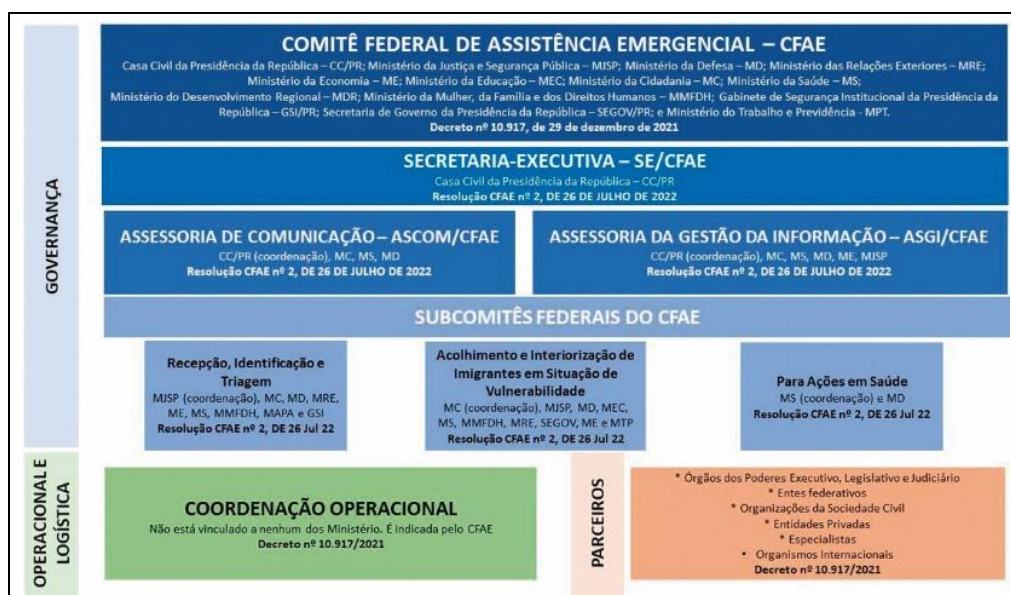 COMITÊ FEDERAL DE ASSISTÊNCIA EMERGENCIAL – CFAE
Casa Civil da Presidência da República – CC/PR; Ministério da Justiça e Segurança Pública – MJSP; Ministério da Defesa – MD; Ministério das Relações Exteriores – MRE;
Ministério da Economia – ME; Ministério da Educação – MEC; Ministério da Cidadania – MC; Ministério da Saúde – MS;
Ministério do Desenvolvimento Regional – MDR; Ministério da Mulher, da Família e dos Direitos Humanos – MMFDH; Gabinete de Segurança Institucional da Presidência da
República – GSI/PR; Secretaria de Governo da Presidência da República – SEGOV/PR; e Ministério do Trabalho e Previdência - MPT.
Decreto nº 10.917, de 29 de dezembro de 2021
GOVERNANÇA
SECRETARIA-EXECUTIVA – SE/CFAE
Casa Civil da Presidência da República – CC/PR
Resolução CFAE nº 2, DE 26 DE JULHO DE 2022
ASSESSORIA DE COMUNICAÇÃO – ASCOM/CFAE
CC/PR (coordenação), MC, MS, MD
Resolução CFAE nº 2, DE 26 DE JULHO DE 2022
ASSESSORIA DA GESTÃO DA INFORMAÇÃO – ASGI/CFAE
CC/PR (coordenação), MC, MS, MD, ME, MJSP
Resolução CFAE nº 2, DE 26 DE JULHO DE 2022
SUBCOMITÊS FEDERAIS DO CFAE
Recepção, Identificação e
Triagem
MJSP (coordenação), MC, MD, MRE,
ME, MS, MMFDH, MAPA e GSI
Resolução CFAE nº 2, DE 26 Jul 22
Acolhimento e Interiorização de
Imigrantes em Situação de
Vulnerabilidade
MC (coordenação), MJSP, MD, MEC,
MS, MMFDH, MRE, SEGOV, ME e MTP
Resolução CFAE nº 2, DE 26 Jul 22
Para Ações em Saúde
MS (coordenação) e MD
Resolução CFAE nº 2, DE 26 Jul 22
OPERACIONAL E
LOGÍSTICA
COORDENAÇÃO OPERACIONAL
Não está vinculado a nenhum dos Ministério. É indicada pelo CFAE
Decreto nº 10.917/2021
PARCEIROS
* Órgãos dos Poderes Executivo, Legislativo e Judiciário
* Entes federativos
* Organizações da Sociedade Civil
* Entidades Privadas
* Especialistas
• Organismos Internacionais
Decreto nº 10.917/2021